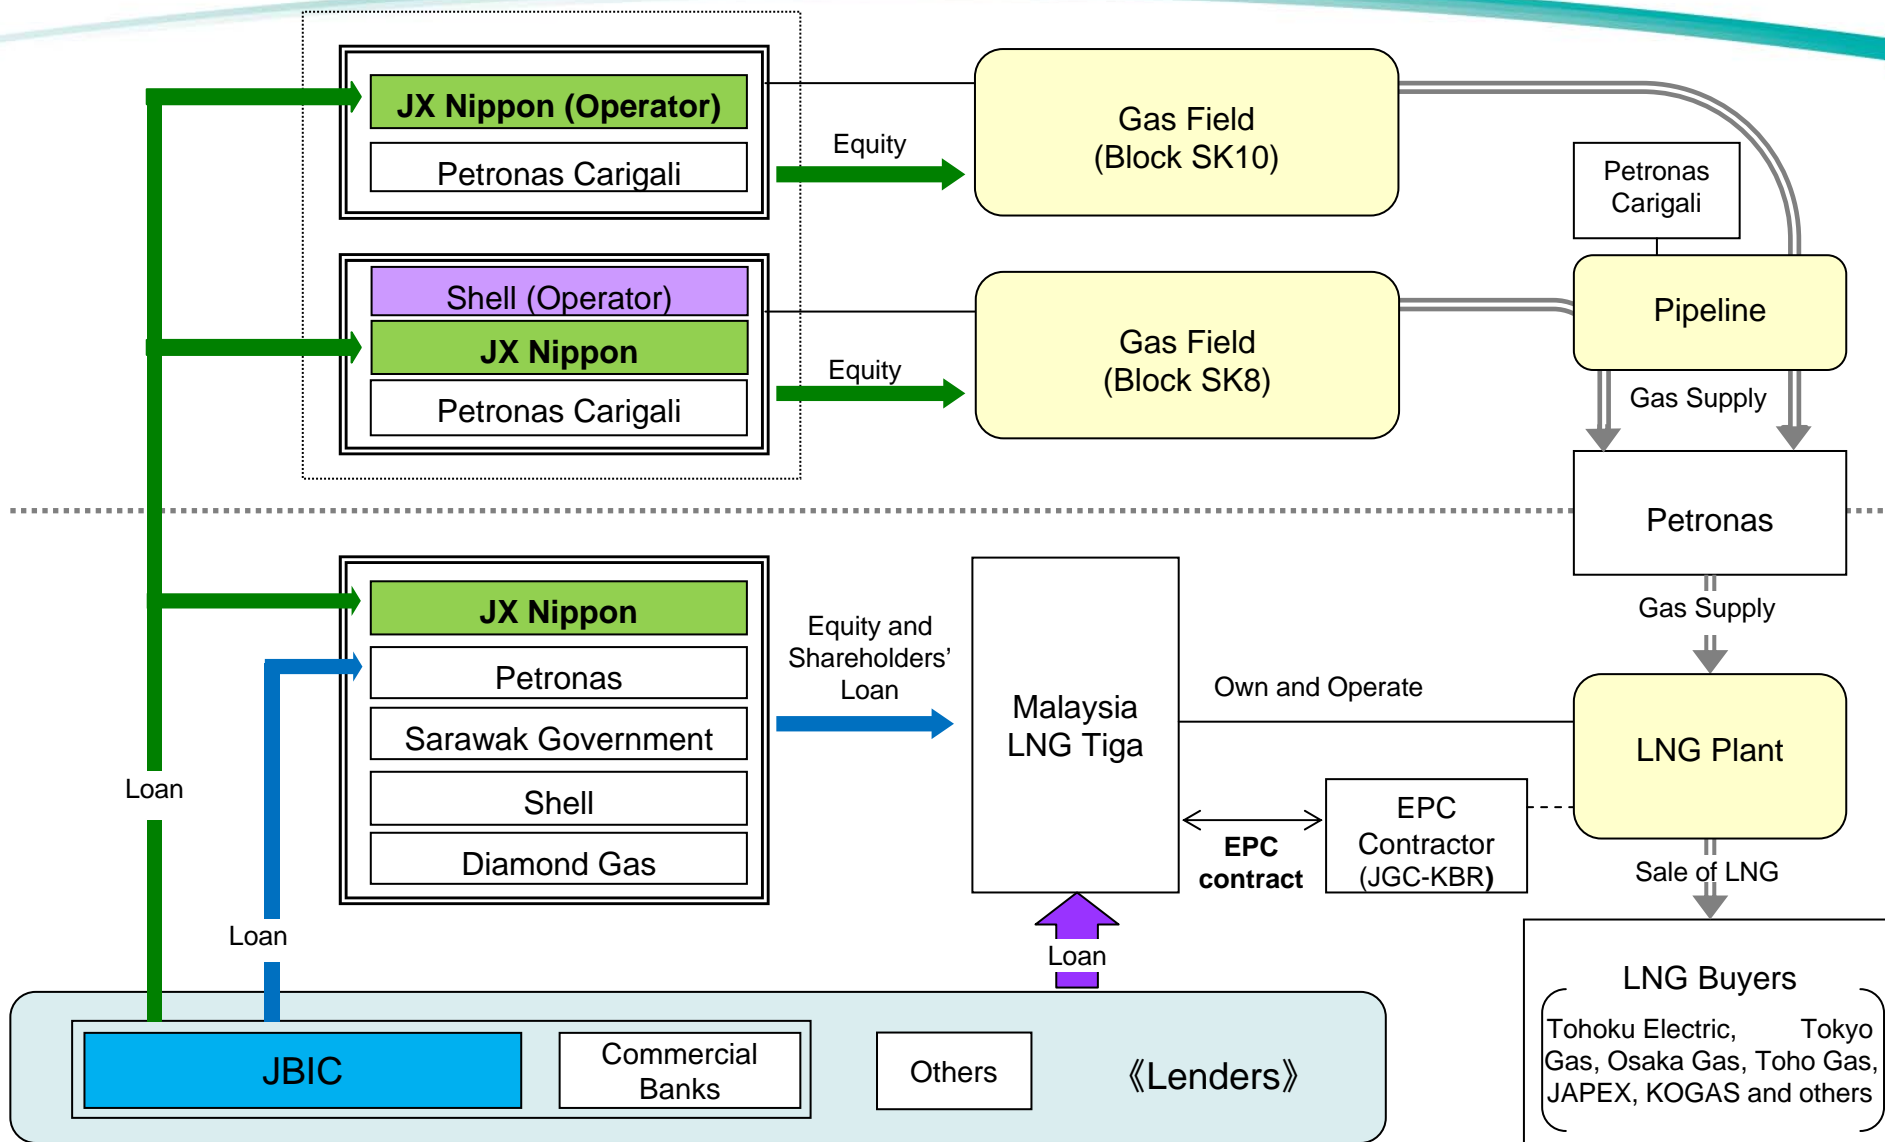 JX Nippon (Operator)
Petronas Carigali
Equity
Gas Field
(Block SK10)
Petronas
Carigali
Shell (Operator)
JX Nippon
Petronas Carigali
Equity
Gas Field
(Block SK8)
Pipeline
Gas Supply
Petronas
Gas Supply
JX Nippon
Petronas
Sarawak Government
Shell
Diamond Gas
Equity and
Shareholders’
Loan
Malaysia
LNG Tiga
Own and Operate
LNG Plant
EPC
contract
EPC
Contractor
(JGC-KBR)
Sale of LNG
Loan
Loan
Loan
JBIC
Commercial
Banks
Others
《Lenders》
LNG Buyers
Tohoku Electric, Tokyo
Gas, Osaka Gas, Toho Gas,
JAPEX, KOGAS and others